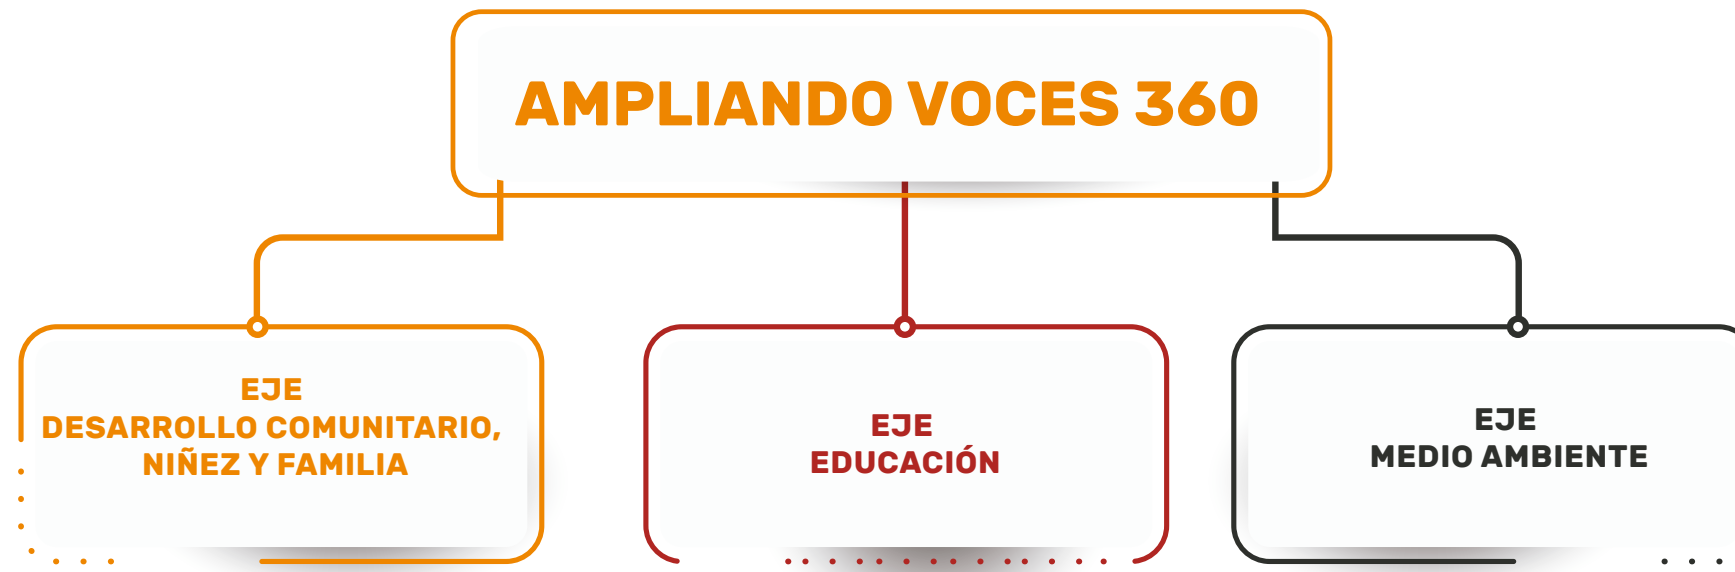 AMPLIANDO VOCES 360
EJE
DESARROLLO COMUNITARIO,
NIÑEZ Y FAMILIA
EJE
EDUCACIÓN
EJE
MEDIO AMBIENTE